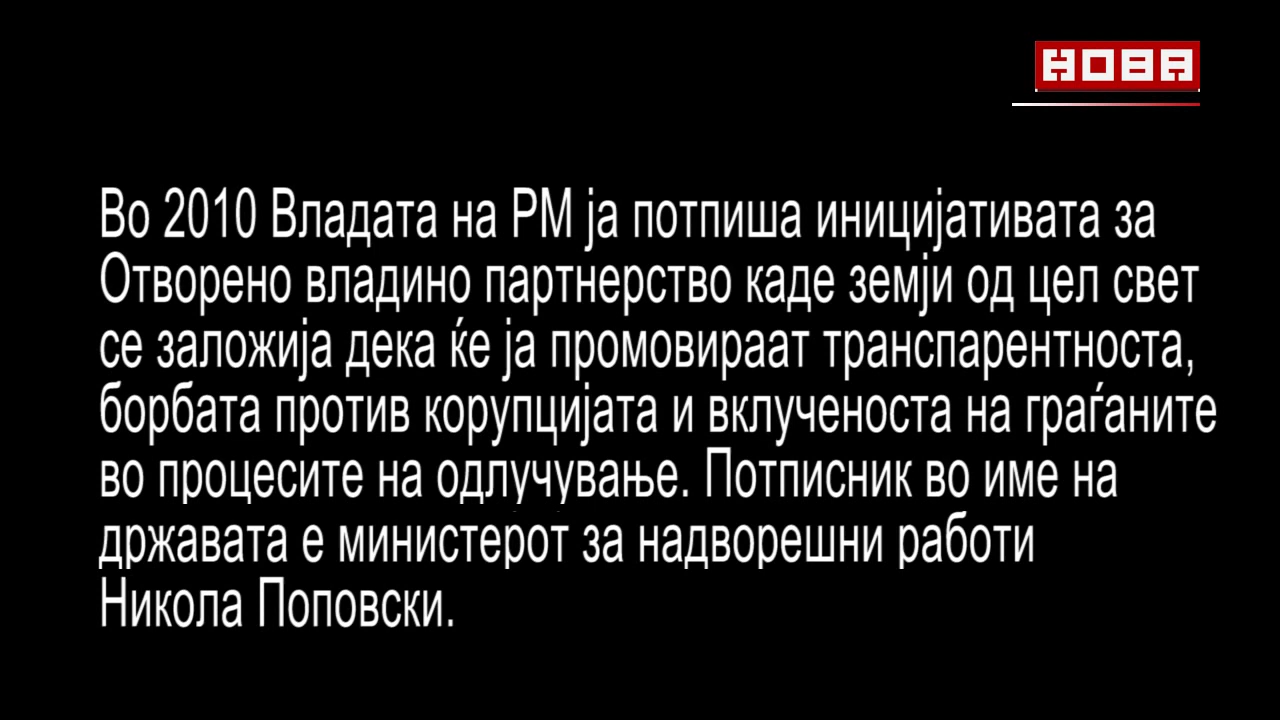 НОВА
Во 2010 Владата на РМ ја потпиша иницијативата за
Отворено владино партнерство каде земји од цел свет
се заложија дека ќе ја промовираат транспарентноста,
борбата против корупцијата и вклученоста на граѓаните
во процесите на одлучување. Потписник во име на
државата е министерот за надворешни работи
Никола Поповски.